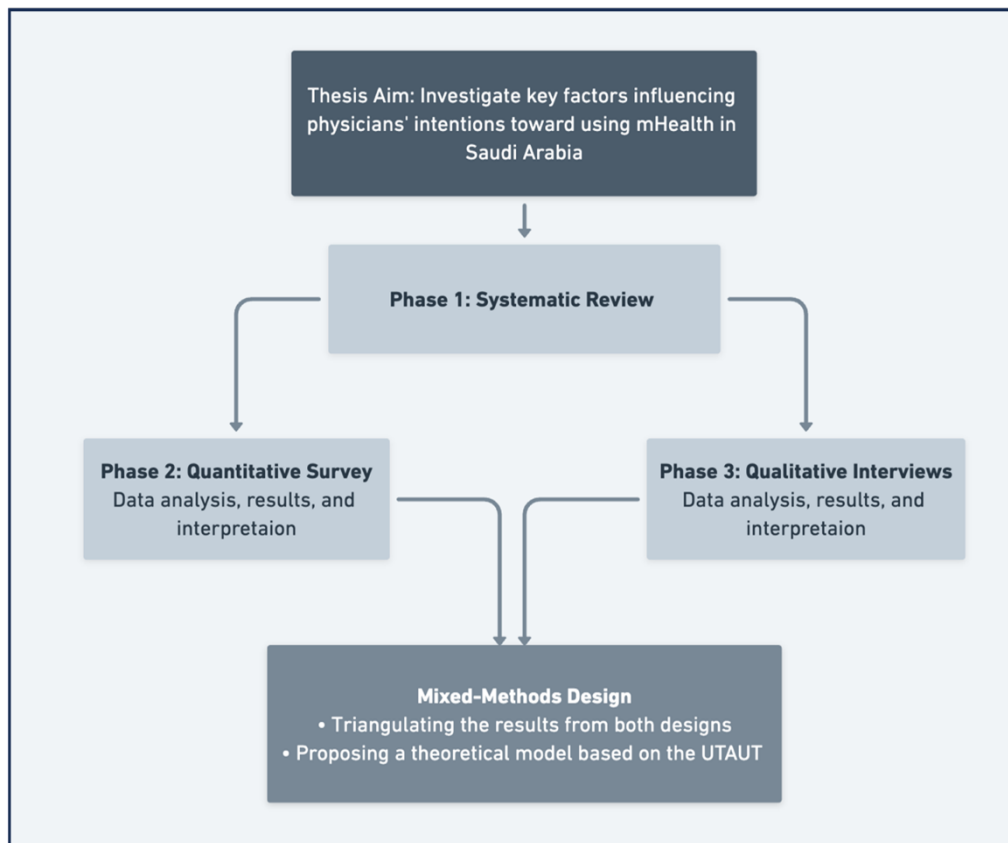 Thesis Aim: Investigate key factors influencing
physicians' intentions toward using mHealth in
Saudi Arabia
Phase 1: Systematic Review
Phase 2: Quantitative Survey
Data analysis, results, and
interpretaion
Phase 3: Qualitative Interviews
Data analysis, results, and
interpretaion
Mixed-Methods Design
• Triangulating the results from both designs
• Proposing a theoretical model based on the UTAUT